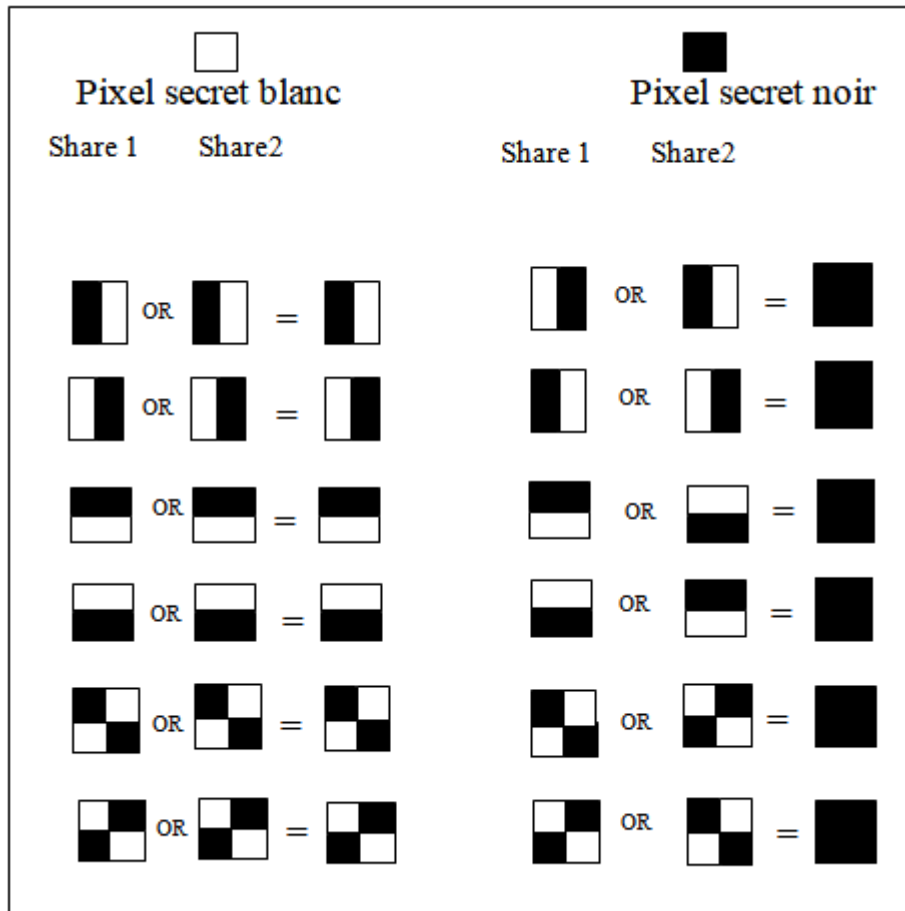 Pixel secret blanc
Pixel secret noir
Share 1 Share2
Share 1 Share2
OR =
OR =
OR =
OR =
OR =
OR =
OR =
OR =
OR =
OR =
OR =
OR =